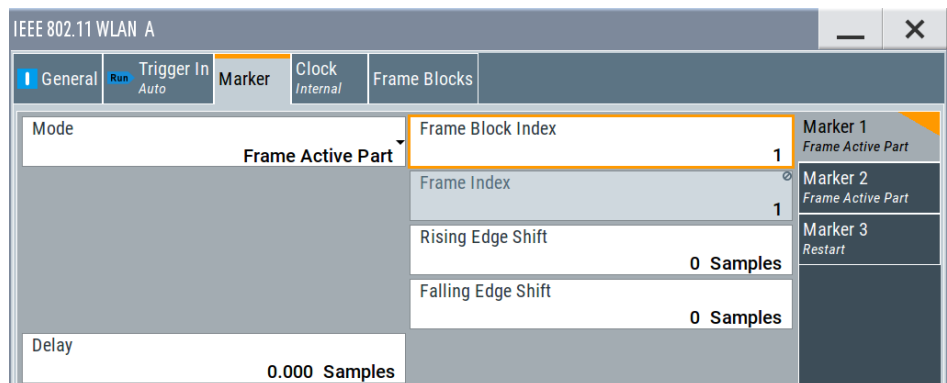 IEEE 802.11 WLAN A
General
Run Trigger In
Auto
Marker
Clock
Internal
Frame Blocks
Mode
Frame Active Part
Frame Block Index
1
Frame Index
1
Rising Edge Shift
0 Samples
Falling Edge Shift
0 Samples
Delay
0.000 Samples
Marker 1
Frame Active Part
Marker 2
Frame Active Part
Marker 3
Restart